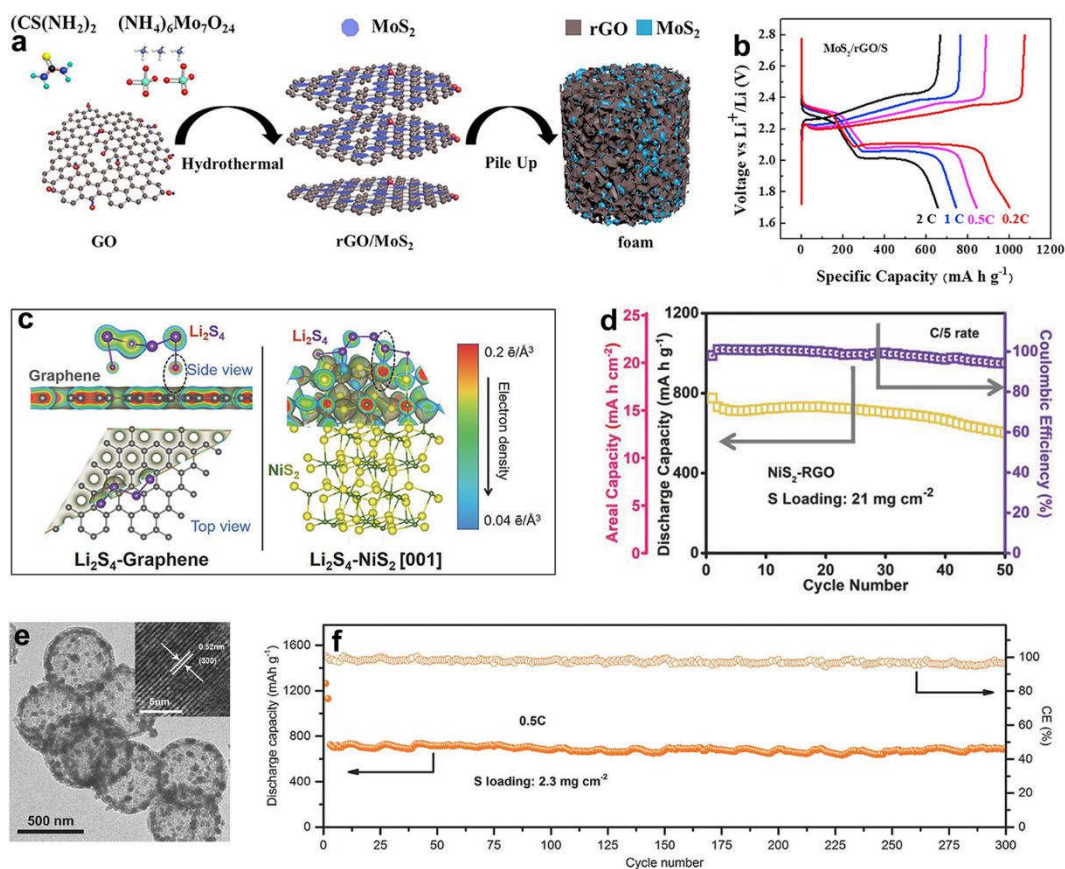 a
(CS(NH₂)₂ (NH₄)₆Mo₇O₂₄
GO
Hydrothermal
MoS₂
rGO/MoS₂
Pile Up
rGO MoS₂
foam
b
MoS₂/rGO/S
Voltage vs Li⁺/Li (V)
2.8
2.6
2.4
2.2
2.0
1.8
1.6
2 C 1 C 0.5C 0.2C
0 200 400 600 800 1000 1200
Specific Capacity (mA h g⁻¹)
c
Li₂S₄
Graphene
Side view
Top view
Li₂S₄-Graphene
Li₂S₄
NiS₂
Li₂S₄-NiS₂ [001]
0.2 ē/Å³
Electron density
0.04 ē/Å³
d
Areal Capacity (mA h cm⁻²)
25
20
15
10
5
0
Discharge Capacity (mA h g⁻¹)
1200
800
400
0
C/5 rate
NiS₂-RGO
S Loading: 21 mg cm⁻²
Coulombic Efficiency (%)
100
80
60
40
20
0
0 10 20 30 40 50
Cycle Number
e
0.52nm
(300)
5μm
500 nm
f
Discharge capacity (mAh g⁻¹)
1600
1200
800
400
0
0.5C
S loading: 2.3 mg cm⁻²
CE (%)
100
80
60
40
20
0
0 25 50 75 100 125 150 175 200 225 250 275 300
Cycle number